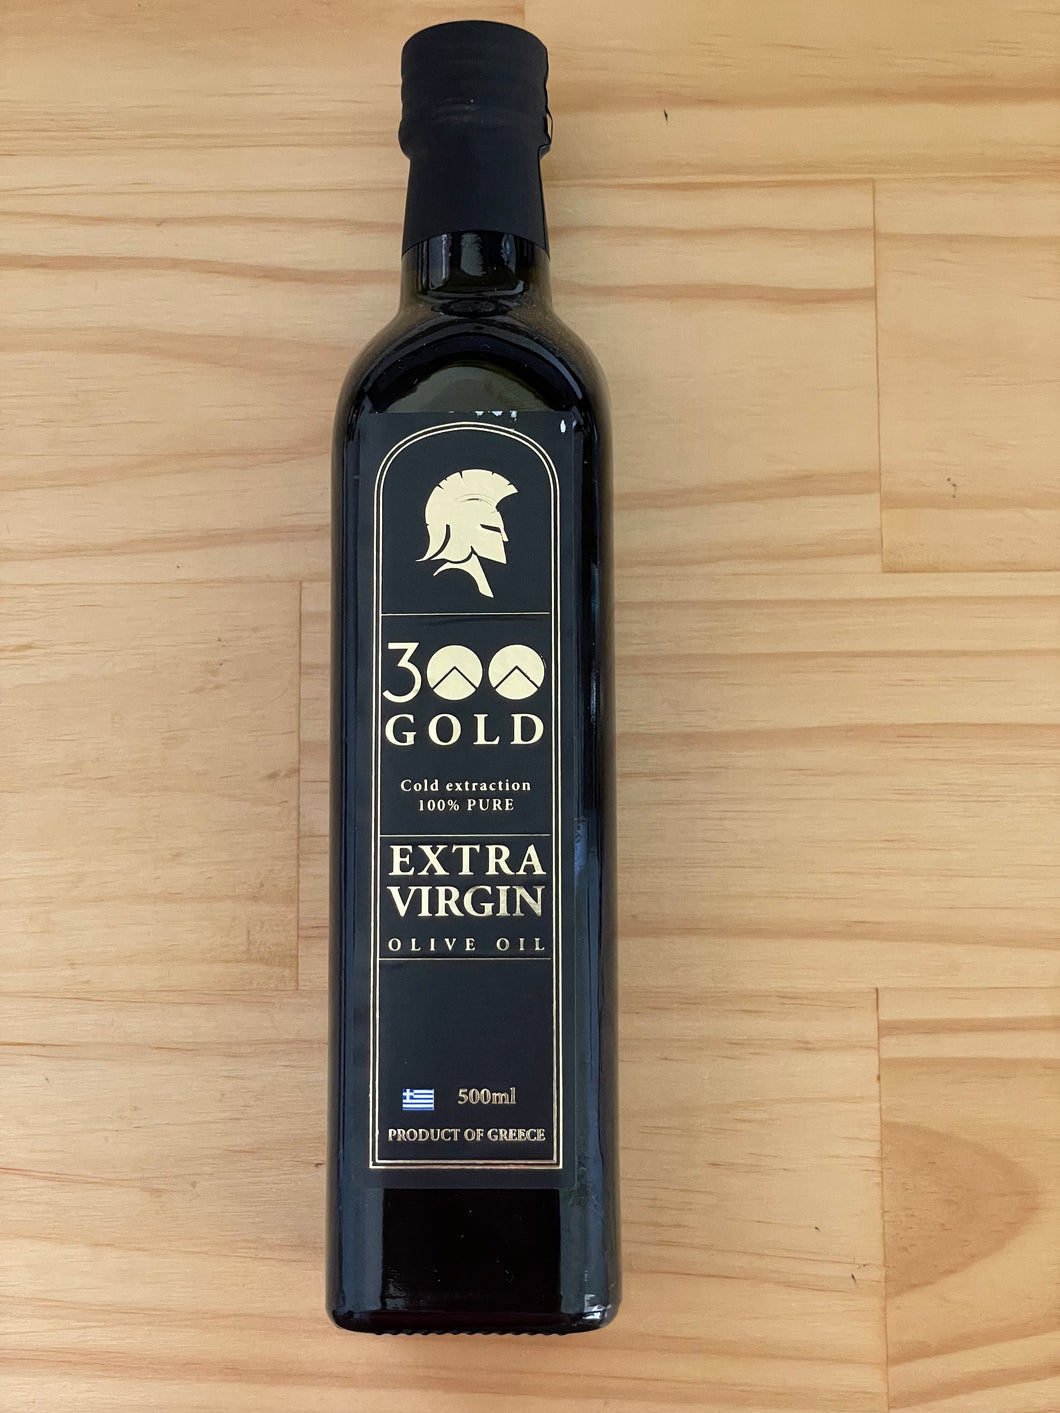 300
GOLD
Cold extraction
100% PURE
EXTRA
VIRGIN
OLIVE OIL
500ml
PRODUCT OF GREECE